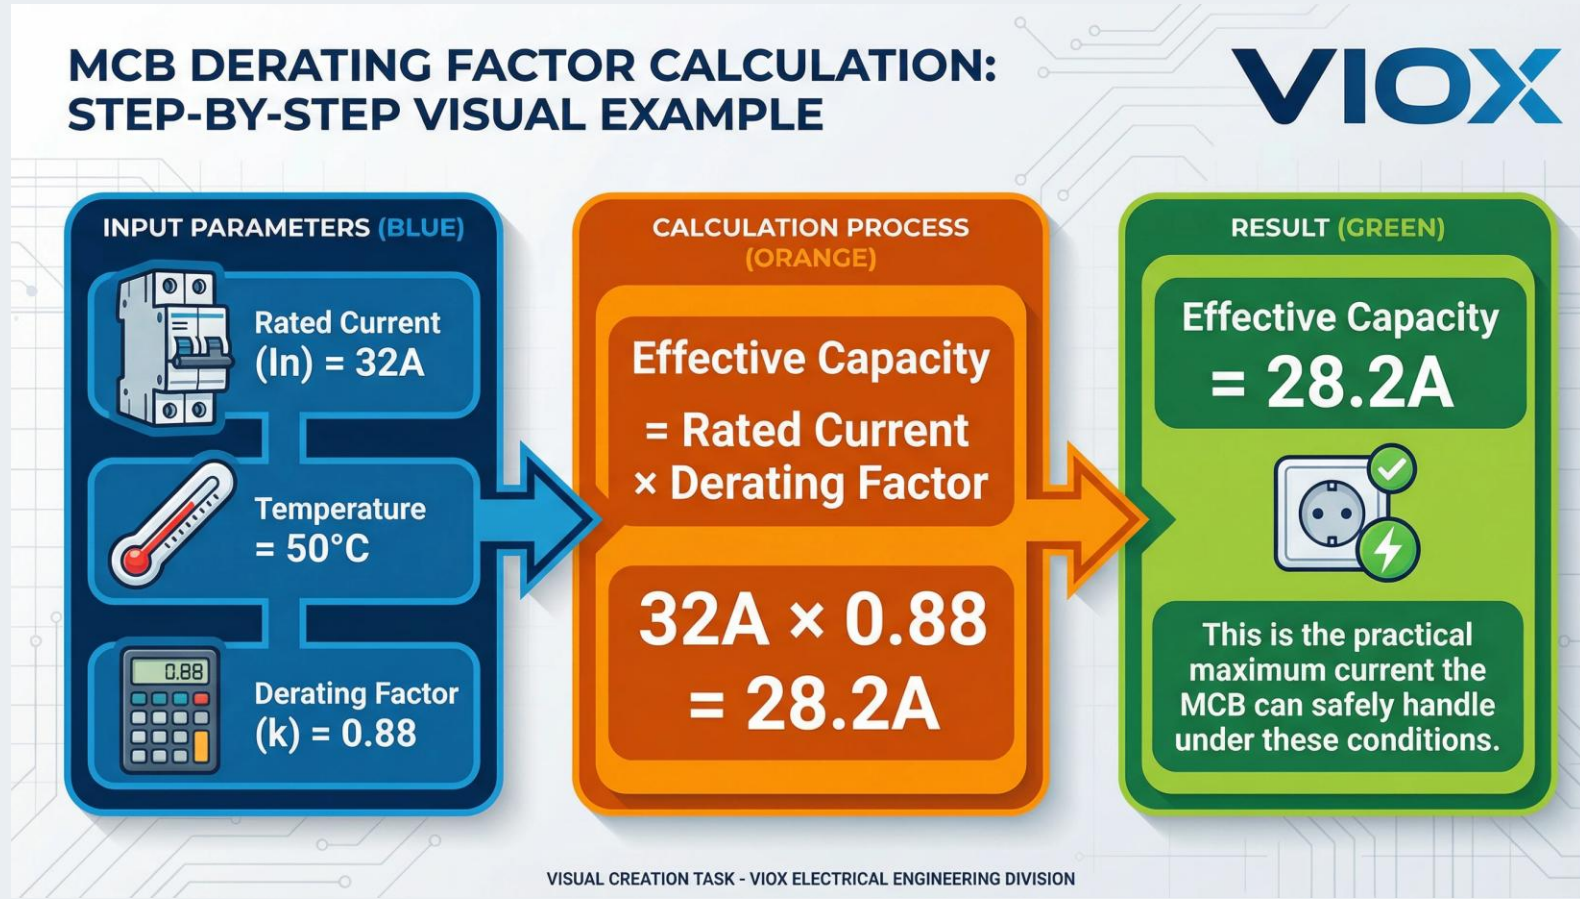 MCB DERATING FACTOR CALCULATION:
STEP-BY-STEP VISUAL EXAMPLE
VIOX
INPUT PARAMETERS (BLUE)
Rated Current
(In) = 32A
Temperature
= 50°C
0.88
Derating Factor
(k) = 0.88
CALCULATION PROCESS
(ORANGE)
Effective Capacity
= Rated Current
× Derating Factor
32A × 0.88
= 28.2A
RESULT (GREEN)
Effective Capacity
= 28.2A
This is the practical
maximum current the
MCB can safely handle
under these conditions.
VISUAL CREATION TASK - VIOX ELECTRICAL ENGINEERING DIVISION